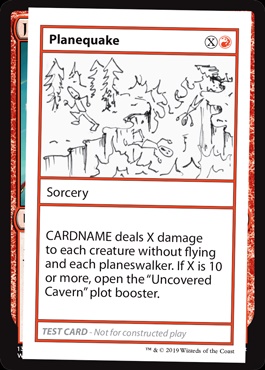 Planequake X
Sorcery
CARDNAME deals X damage
to each creature without flying
and each planeswalker. If X is 10
or more, open the “Uncovered
Cavern” plot booster.
TEST CARD - Not for constructed play
™ & © 2019 Wizards of the Coast